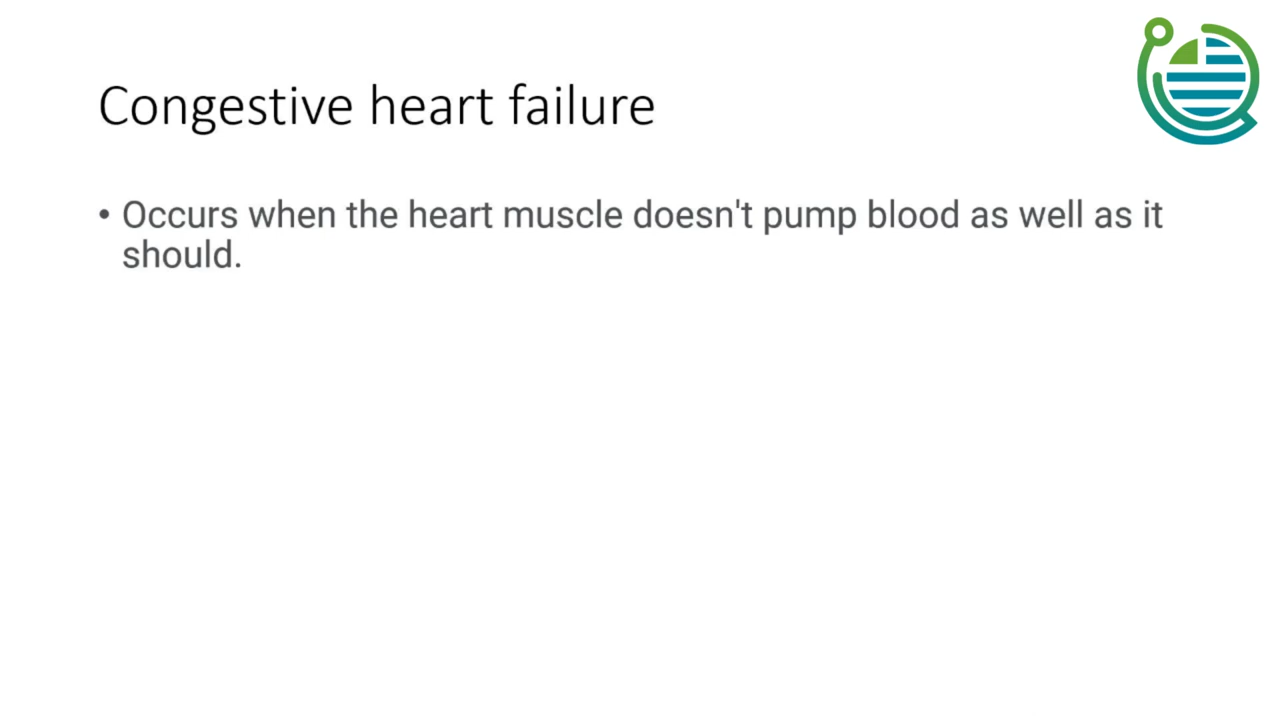 Congestive heart failure
• Occurs when the heart muscle doesn't pump blood as well as it
should.